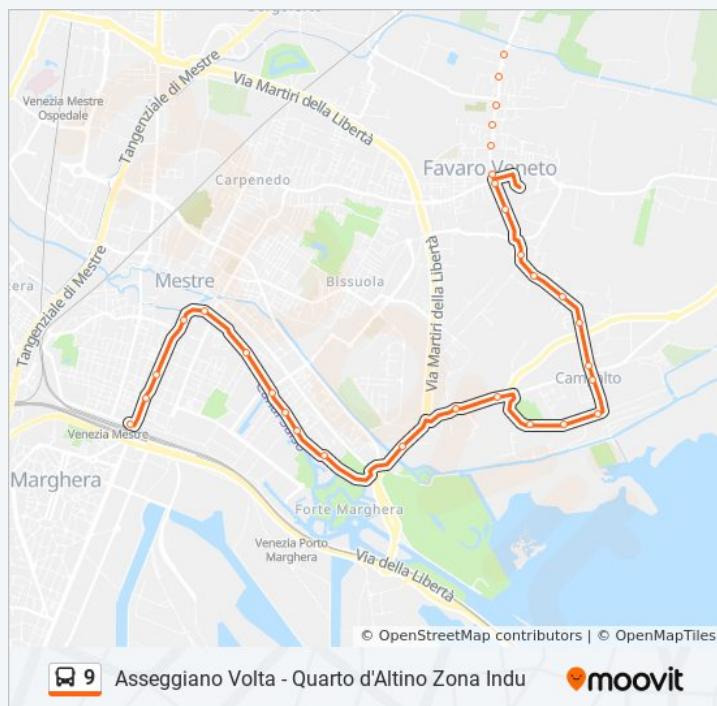 Via Martiri della Libertà
Tangenziale di Mestre
Venezia Mestre
Ospedale
Carpenedo
Favaro Veneto
Mestre
Bissuola
Via Martiri della Libertà
Tangenziale di Mestre
Venezia Mestre
Marghera
Forte Marghera
Venezia Porto
Marghera
Via della Libertà
© OpenStreetMap contributors | © OpenMapTiles
9 Asseggiano Volta - Quarto d'Altino Zona Indu
moovit